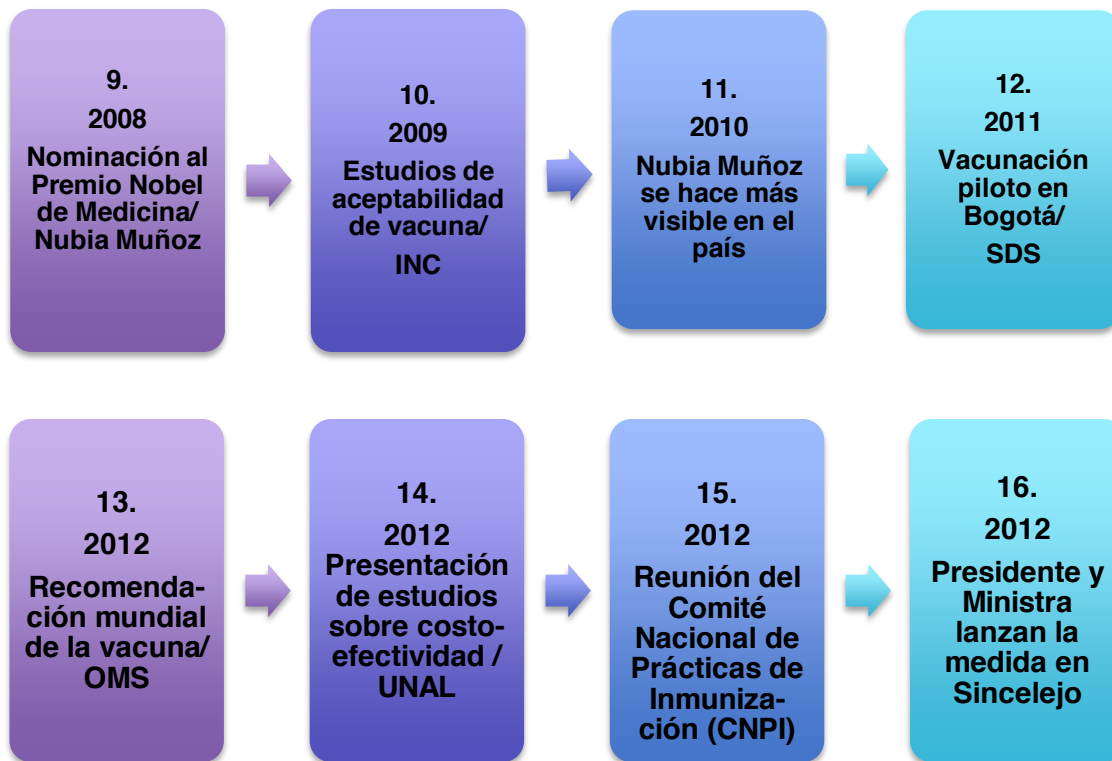 9.
2008
Nominación al
Premio Nobel
de Medicina/
Nubia Muñoz
10.
2009
Estudios de
aceptabilidad
de vacuna/
INC
11.
2010
Nubia Muñoz
se hace más
visible en el
país
12.
2011
Vacunación
piloto en
Bogotá/
SDS
13.
2012
Recomenda-
ción mundial
de la vacuna/
OMS
14.
2012
Presentación
de estudios
sobre costo-
efectividad /
UNAL
15.
2012
Reunión del
Comité
Nacional de
Prácticas de
Inmuniza-
ción (CNPI)
16.
2012
Presidente y
Ministra
lanzan la
medida en
Sincelejo